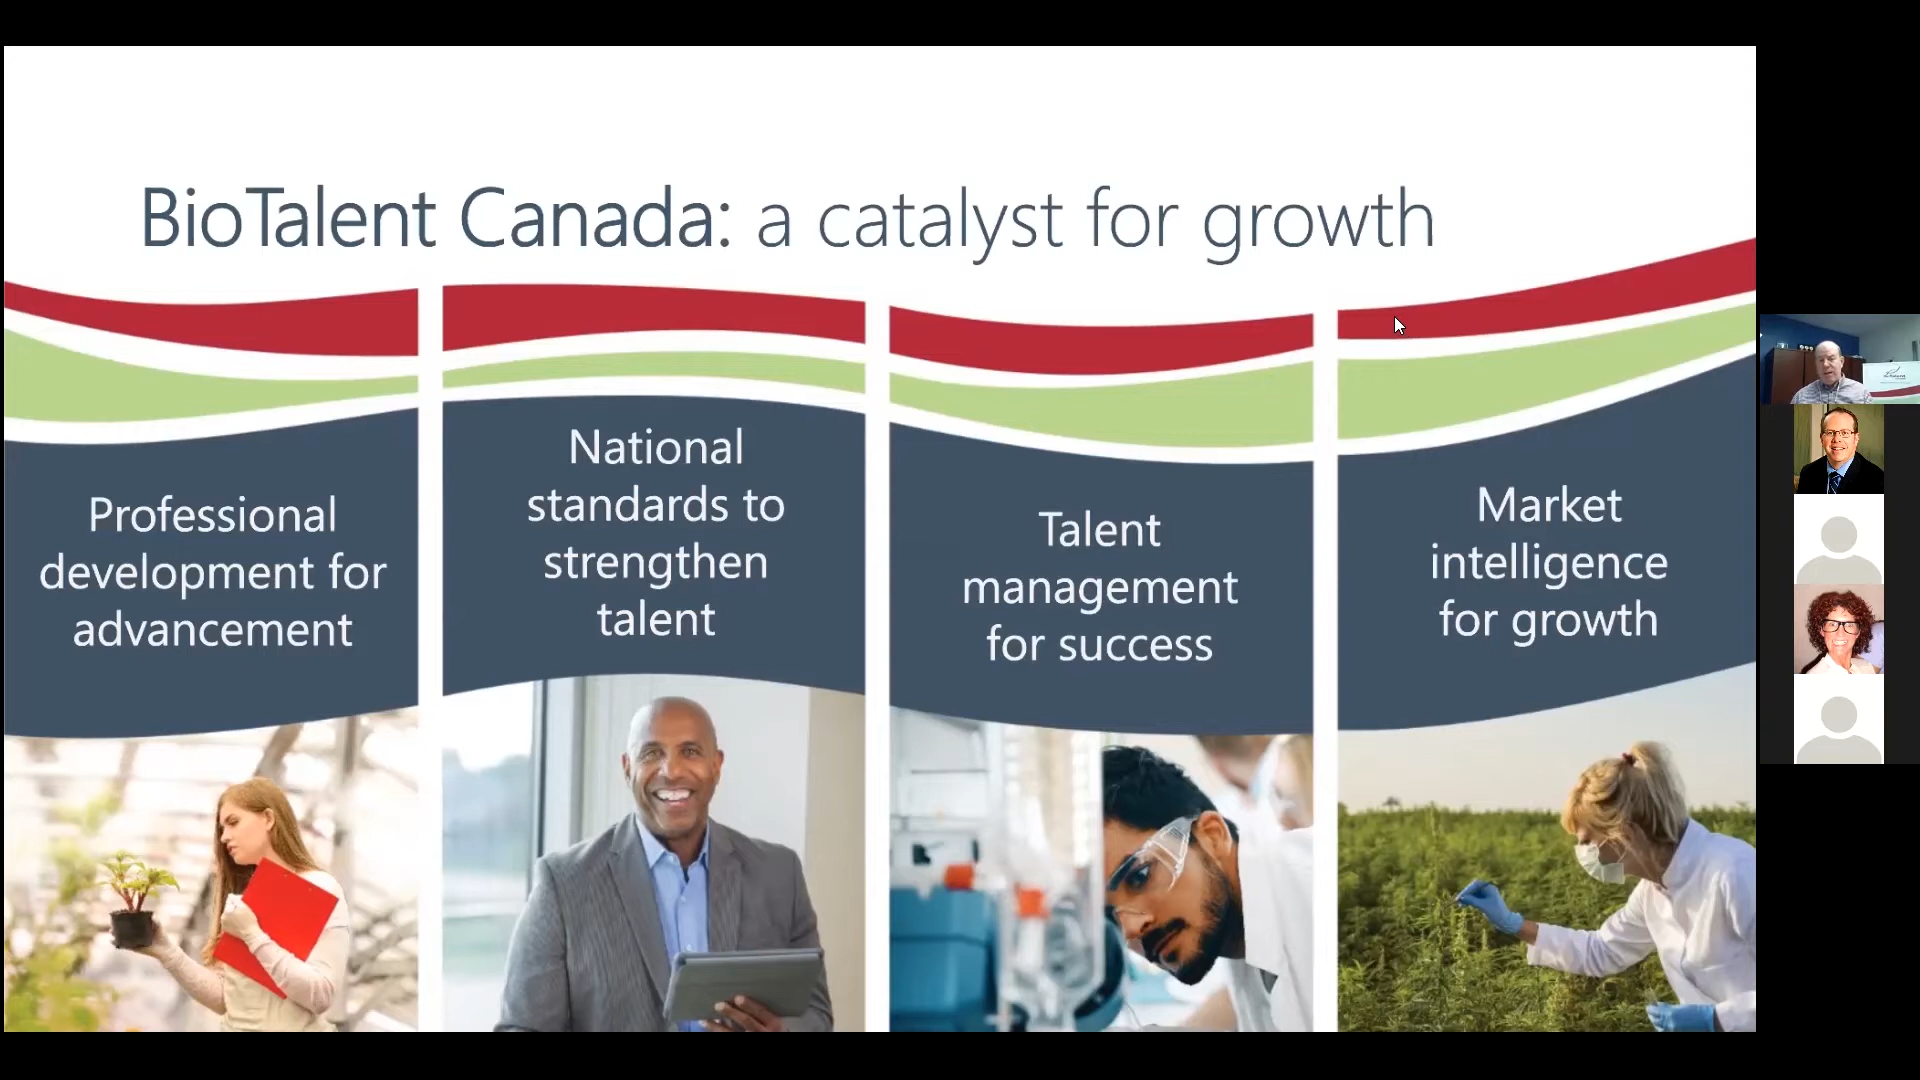 BioTalent Canada: a catalyst for growth
Professional
development for
advancement
National
standards to
strengthen
talent
Talent
management
for success
Market
intelligence
for growth